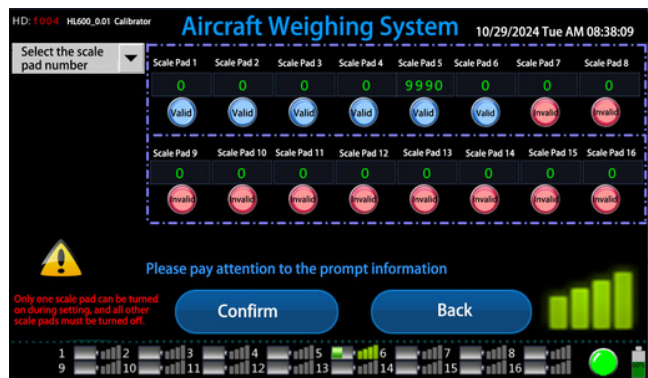 HD: 1004 HL600_0.01 Calibrator Aircraft Weighing System 10/29/2024 Tue AM 08:38:09
Select the scale
pad number
Scale Pad 1 Scale Pad 2 Scale Pad 3 Scale Pad 4 Scale Pad 5 Scale Pad 6 Scale Pad 7 Scale Pad 8
0 0 0 0 9990 0 0 0
Valid Valid Valid Valid Valid Valid Invalid Invalid
Scale Pad 9 Scale Pad 10 Scale Pad 11 Scale Pad 12 Scale Pad 13 Scale Pad 14 Scale Pad 15 Scale Pad 16
0 0 0 0 0 0 0 0
Invalid Invalid Invalid Invalid Invalid Invalid Invalid Invalid
Please pay attention to the prompt information
Only one scale pad can be turned
on during setting, and all other
scale pads must be turned off.
Confirm Back
1 2 3 4 5 6 7 8
9 10 11 12 13 14 15 16